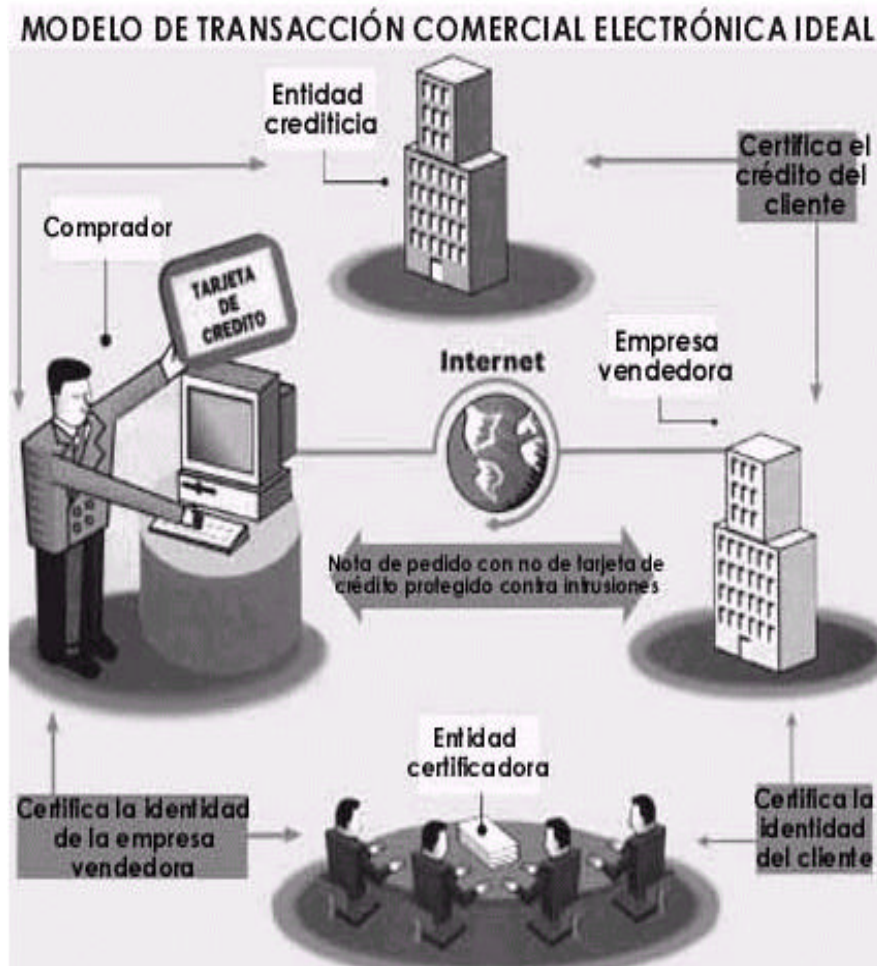 MODELO DE TRANSACCIÓN COMERCIAL ELECTRÓNICA IDEAL
Entidad
crediticia
Certifica el
crédito del
cliente
Comprador
TARJETA
DE
CREDITO
Internet
Empresa
vendedora
Nota de pedido con no de tarjeta de
crédito protegido contra intrusiones
Entidad
certificadora
Certifica la identidad
de la empresa
vendedora
Certifica la
identidad
del cliente